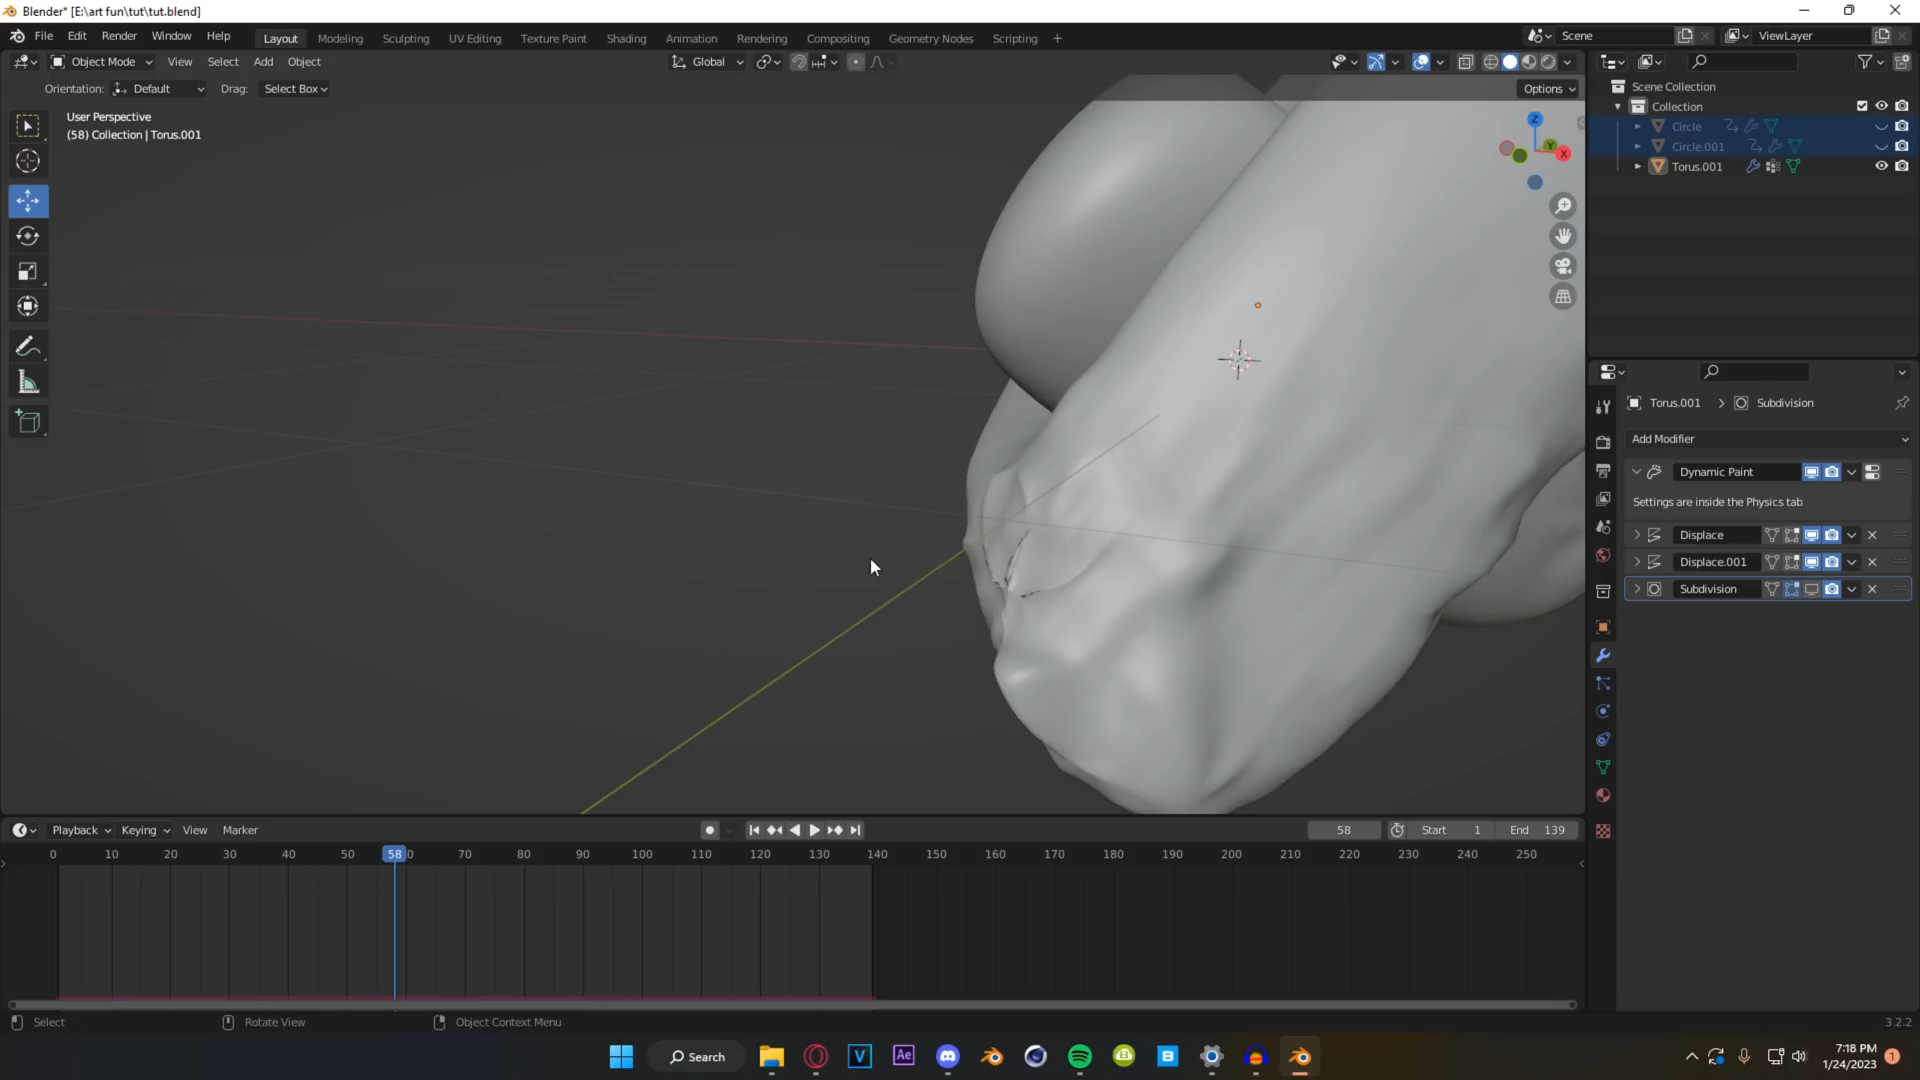 Blender* [E:\art fun\tut\tut.blend]
File Edit Render Window Help Layout Modeling Sculpting UV Editing Texture Paint Shading Animation Rendering Compositing Geometry Nodes Scripting + Scene ViewLayer
Object Mode View Select Add Object Global
Orientation: Default Drag: Select Box Options
User Perspective
(58) Collection | Torus.001
Z
Y
X
Scene Collection
Collection
Circle
Circle.001
Torus.001
Torus.001 > Subdivision
Add Modifier
Dynamic Paint
Settings are inside the Physics tab
Displace
Displace.001
Subdivision
Playback Keying View Marker 58 Start 1 End 139
0 10 20 30 40 50 58 0 70 80 90 100 110 120 130 140 150 160 170 180 190 200 210 220 230 240 250
Select Rotate View Object Context Menu 3.2.2
Search V Ae B 7:18 PM 1
1/24/2023